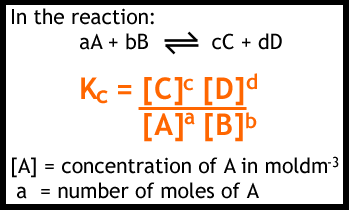 In the reaction:
aA + bB ⇌ cC + dD
Kc = [C]ᶜ [D]ᵈ
[A]ᵃ [B]ᵇ
[A] = concentration of A in moldm⁻³
a = number of moles of A